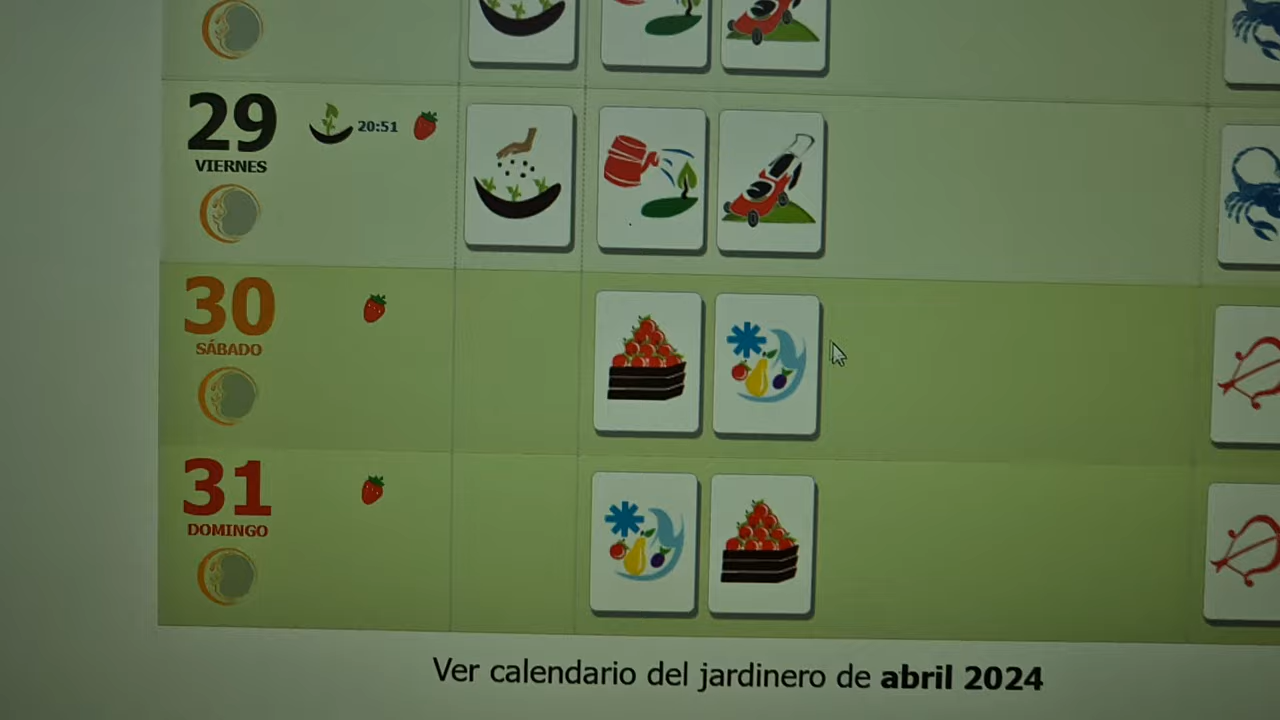 29
VIERNES
20:51
30
SÁBADO
31
DOMINGO
Ver calendario del jardinero de abril 2024